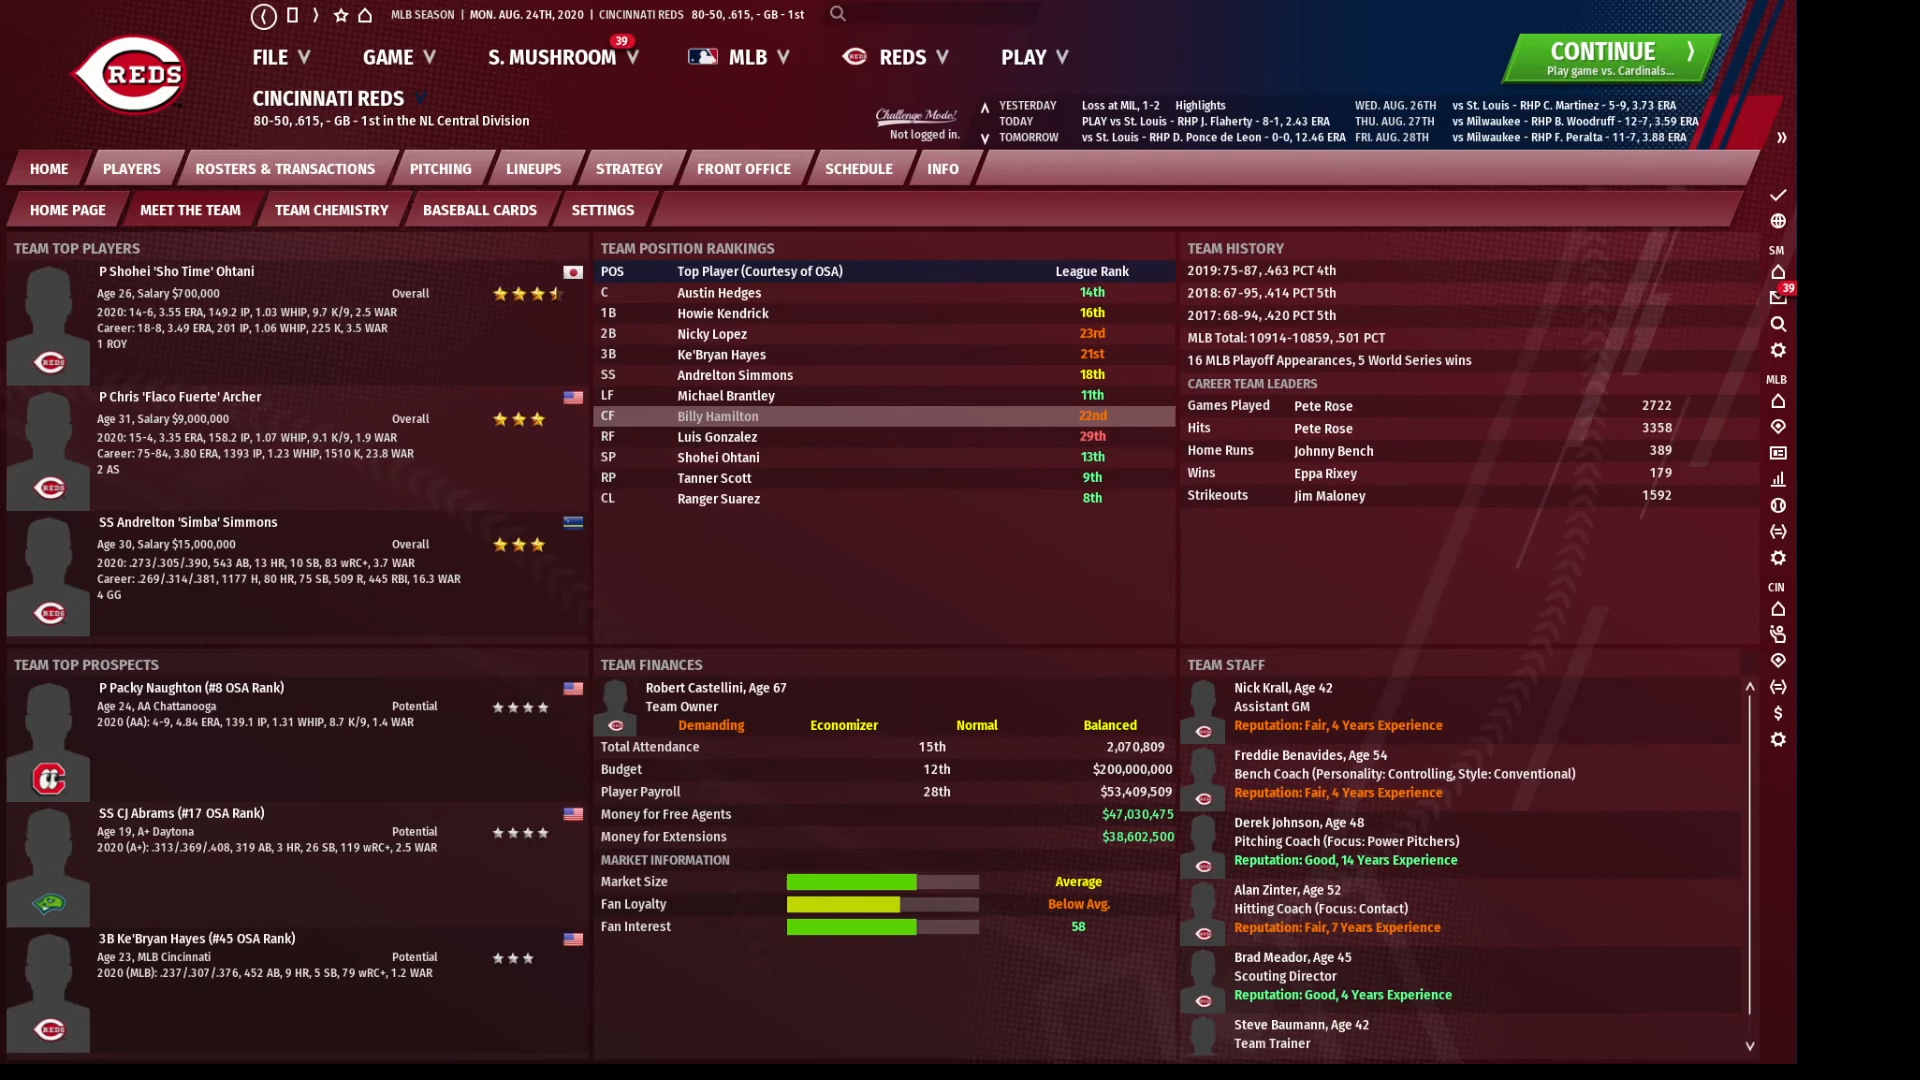 MLB SEASON | MON. AUG. 24TH, 2020 | CINCINNATI REDS 80-50, .615, - GB - 1st
FILE GAME S. MUSHROOM 39 MLB REDS PLAY
CONTINUE
Play game vs. Cardinals...
REDS
CINCINNATI REDS
80-50, .615, - GB - 1st in the NL Central Division
Challenge Mode!
Not logged in.
YESTERDAY Loss at MIL, 1-2 Highlights WED. AUG. 26TH vs St. Louis - RHP C. Martinez - 5-9, 3.73 ERA
TODAY PLAY vs St. Louis - RHP J. Flaherty - 8-1, 2.43 ERA THU. AUG. 27TH vs Milwaukee - RHP B. Woodruff - 12-7, 3.59 ERA
TOMORROW vs St. Louis - RHP D. Ponce de Leon - 0-0, 12.46 ERA FRI. AUG. 28TH vs Milwaukee - RHP F. Peralta - 11-7, 3.88 ERA
HOME PLAYERS ROSTERS & TRANSACTIONS PITCHING LINEUPS STRATEGY FRONT OFFICE SCHEDULE INFO
HOME PAGE MEET THE TEAM TEAM CHEMISTRY BASEBALL CARDS SETTINGS
TEAM TOP PLAYERS
P Shohei 'Sho Time' Ohtani
Age 26, Salary $700,000 Overall
2020: 14-6, 3.55 ERA, 149.2 IP, 1.03 WHIP, 9.7 K/9, 2.5 WAR
Career: 18-8, 3.49 ERA, 201 IP, 1.06 WHIP, 225 K, 3.5 WAR
1 ROY
REDS
P Chris 'Flaco Fuerte' Archer
Age 31, Salary $9,000,000 Overall
2020: 15-4, 3.35 ERA, 158.2 IP, 1.07 WHIP, 9.1 K/9, 1.9 WAR
Career: 75-84, 3.80 ERA, 1393 IP, 1.23 WHIP, 1510 K, 23.8 WAR
2 AS
REDS
SS Andrelton 'Simba' Simmons
Age 30, Salary $15,000,000 Overall
2020: .273/.305/.390, 543 AB, 13 HR, 10 SB, 83 wRC+, 3.7 WAR
Career: .269/.314/.381, 1177 H, 80 HR, 75 SB, 509 R, 445 RBI, 16.3 WAR
4 GG
REDS
TEAM POSITION RANKINGS
POS Top Player (Courtesy of OSA) League Rank
C Austin Hedges 14th
1B Howie Kendrick 16th
2B Nicky Lopez 23rd
3B Ke'Bryan Hayes 21st
SS Andrelton Simmons 18th
LF Michael Brantley 11th
CF Billy Hamilton 22nd
RF Luis Gonzalez 29th
SP Shohei Ohtani 13th
RP Tanner Scott 9th
CL Ranger Suarez 8th
TEAM HISTORY
2019: 75-87, .463 PCT 4th
2018: 67-95, .414 PCT 5th
2017: 68-94, .420 PCT 5th
MLB Total: 10914-10859, .501 PCT
16 MLB Playoff Appearances, 5 World Series wins
CAREER TEAM LEADERS
Games Played Pete Rose 2722
Hits Pete Rose 3358
Home Runs Johnny Bench 389
Wins Eppa Rixey 179
Strikeouts Jim Maloney 1592
TEAM TOP PROSPECTS
P Packy Naughton (#8 OSA Rank)
Age 24, AA Chattanooga Potential
2020 (AA): 4-9, 4.84 ERA, 139.1 IP, 1.31 WHIP, 8.7 K/9, 1.4 WAR
SS CJ Abrams (#17 OSA Rank)
Age 19, A+ Daytona Potential
2020 (A+): .313/.369/.408, 319 AB, 3 HR, 26 SB, 119 wRC+, 2.5 WAR
3B Ke'Bryan Hayes (#45 OSA Rank)
Age 23, MLB Cincinnati Potential
2020 (MLB): .237/.307/.376, 452 AB, 9 HR, 5 SB, 79 wRC+, 1.2 WAR
REDS
TEAM FINANCES
Robert Castellini, Age 67
Team Owner
Demanding Economizer Normal Balanced
Total Attendance 15th 2,070,809
Budget 12th $200,000,000
Player Payroll 28th $53,409,509
Money for Free Agents $47,030,475
Money for Extensions $38,602,500
MARKET INFORMATION
Market Size Average
Fan Loyalty Below Avg.
Fan Interest 58
TEAM STAFF
Nick Krall, Age 42
Assistant GM
Reputation: Fair, 4 Years Experience
Freddie Benavides, Age 54
Bench Coach (Personality: Controlling, Style: Conventional)
Reputation: Fair, 4 Years Experience
Derek Johnson, Age 48
Pitching Coach (Focus: Power Pitchers)
Reputation: Good, 14 Years Experience
Alan Zinter, Age 52
Hitting Coach (Focus: Contact)
Reputation: Fair, 7 Years Experience
Brad Meador, Age 45
Scouting Director
Reputation: Good, 4 Years Experience
Steve Baumann, Age 42
Team Trainer
SM
39
MLB
CIN